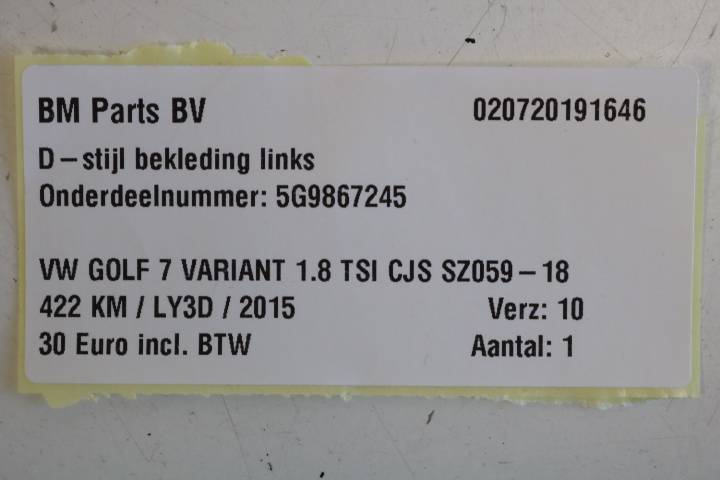 BM Parts BV 020720191646
D-stijl bekleding links
Onderdeelnummer: 5G9867245
VW GOLF 7 VARIANT 1.8 TSI CJS SZ059-18
422 KM / LY3D / 2015 Verz: 10
30 Euro incl. BTW Aantal: 1